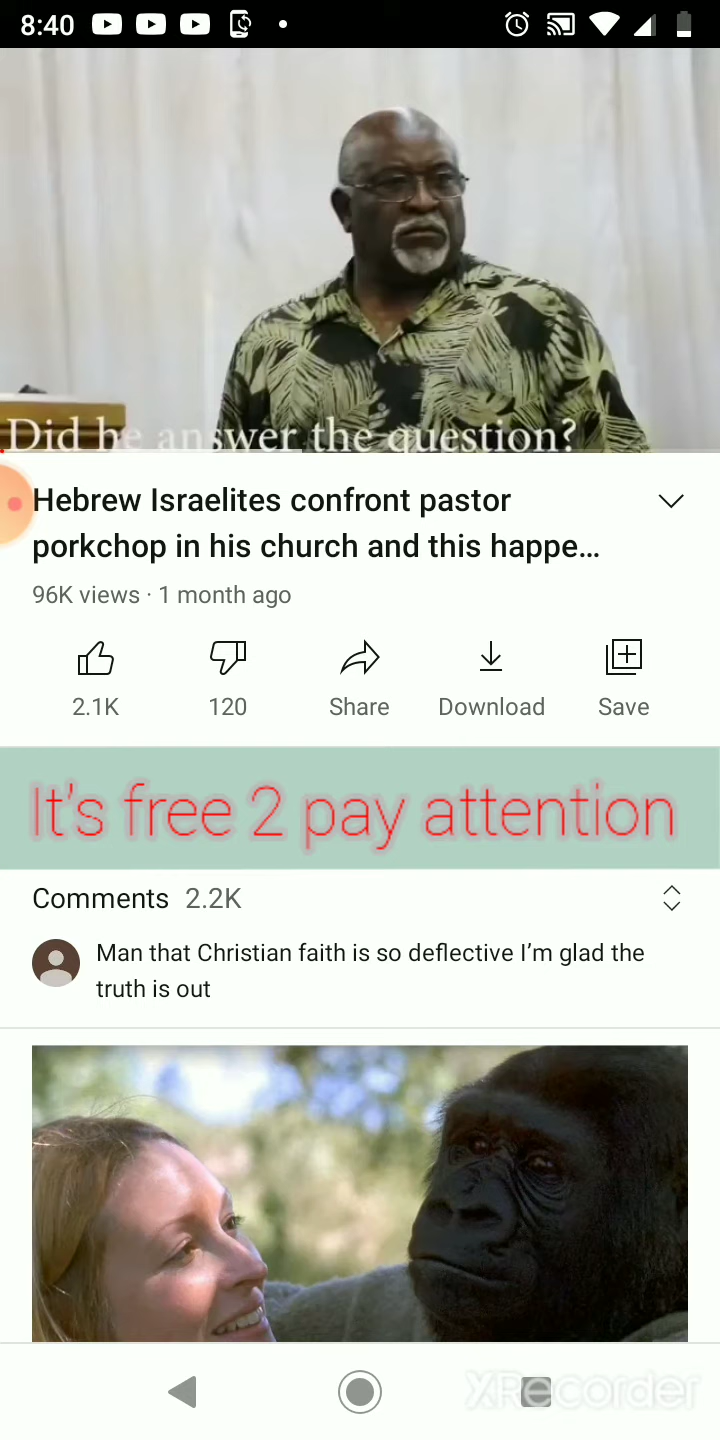 8:40
Did he answer the question?
Hebrew Israelites confront pastor
porkchop in his church and this happe...
96K views · 1 month ago
2.1K
120
Share
Download
Save
It's free 2 pay attention
Comments 2.2K
Man that Christian faith is so deflective I'm glad the
truth is out
XRecorder